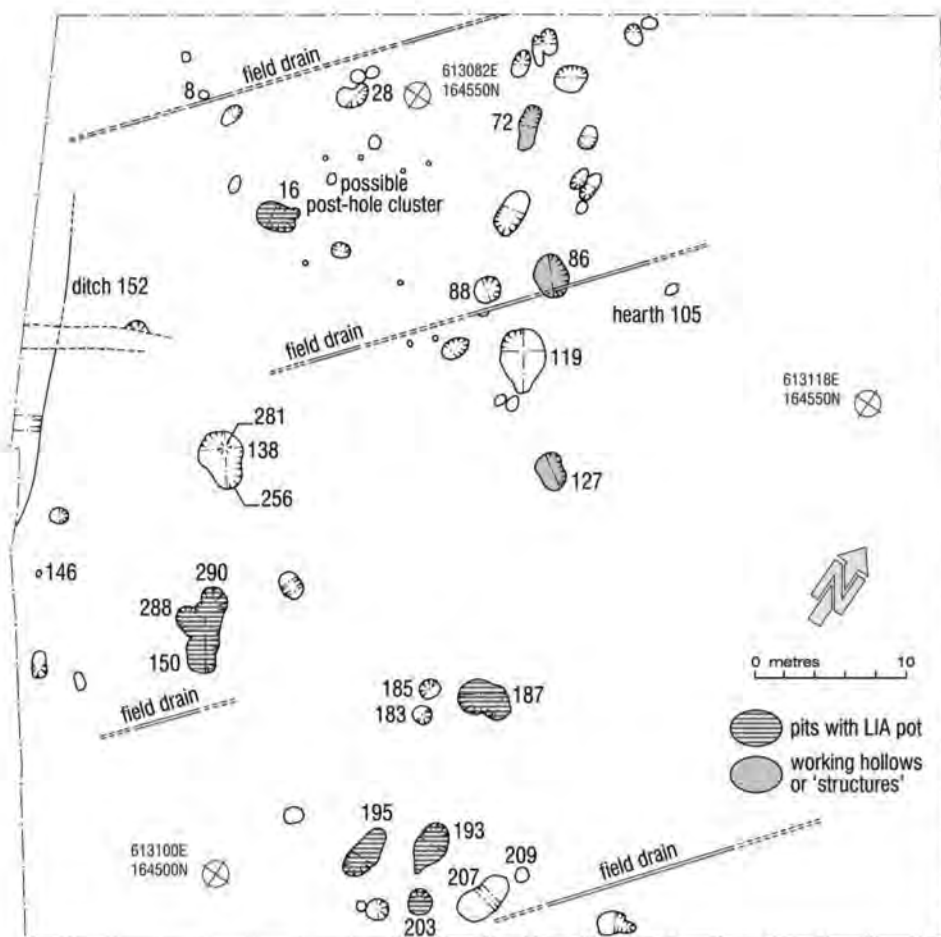 field drain
8
28
613082E
164550N
72
16
possible
post-hole cluster
ditch 152
86
88
hearth 105
field drain
119
613118E
164550N
281
138
256
127
146
290
288
150
N
0 metres 10
185
187
183
field drain
pits with LIA pot
working hollows
or 'structures'
195
193
613100E
164500N
207
209
field drain
203